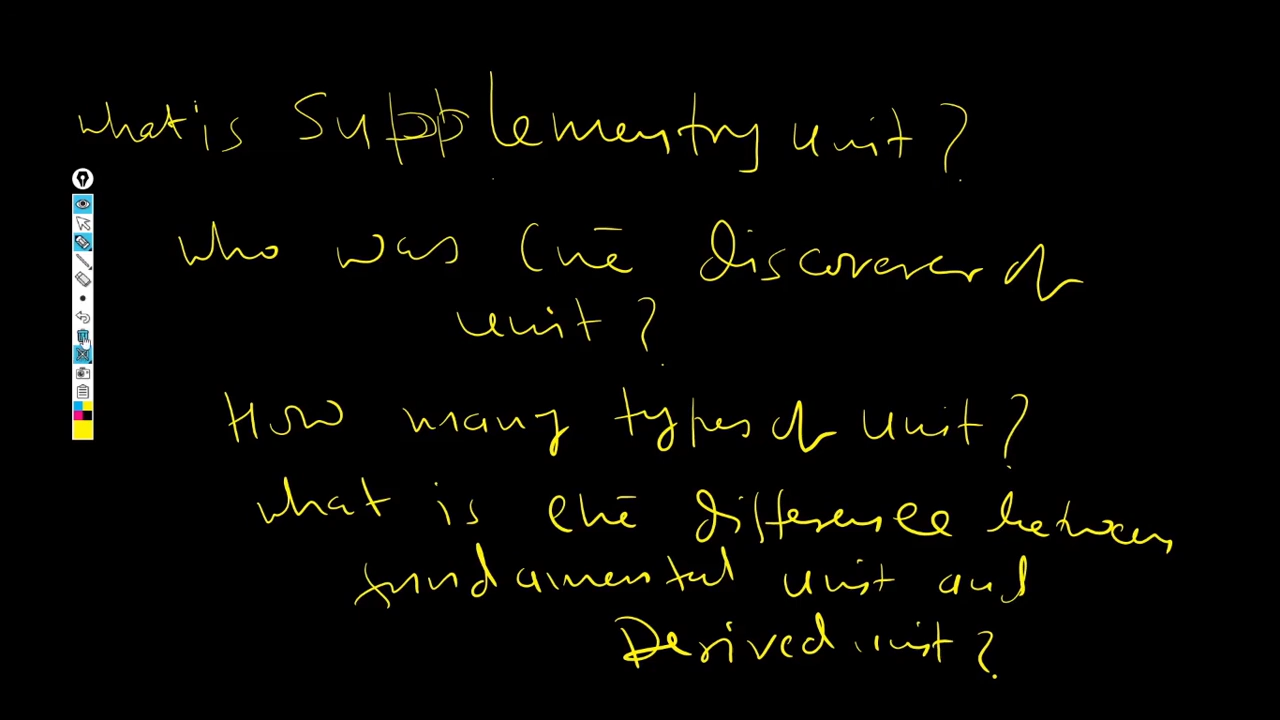 What is Supplementry unit?
Who was the discoverer of
unit?
How many types of unit?
What is the difference between
fundamental unit and
Derived unit?